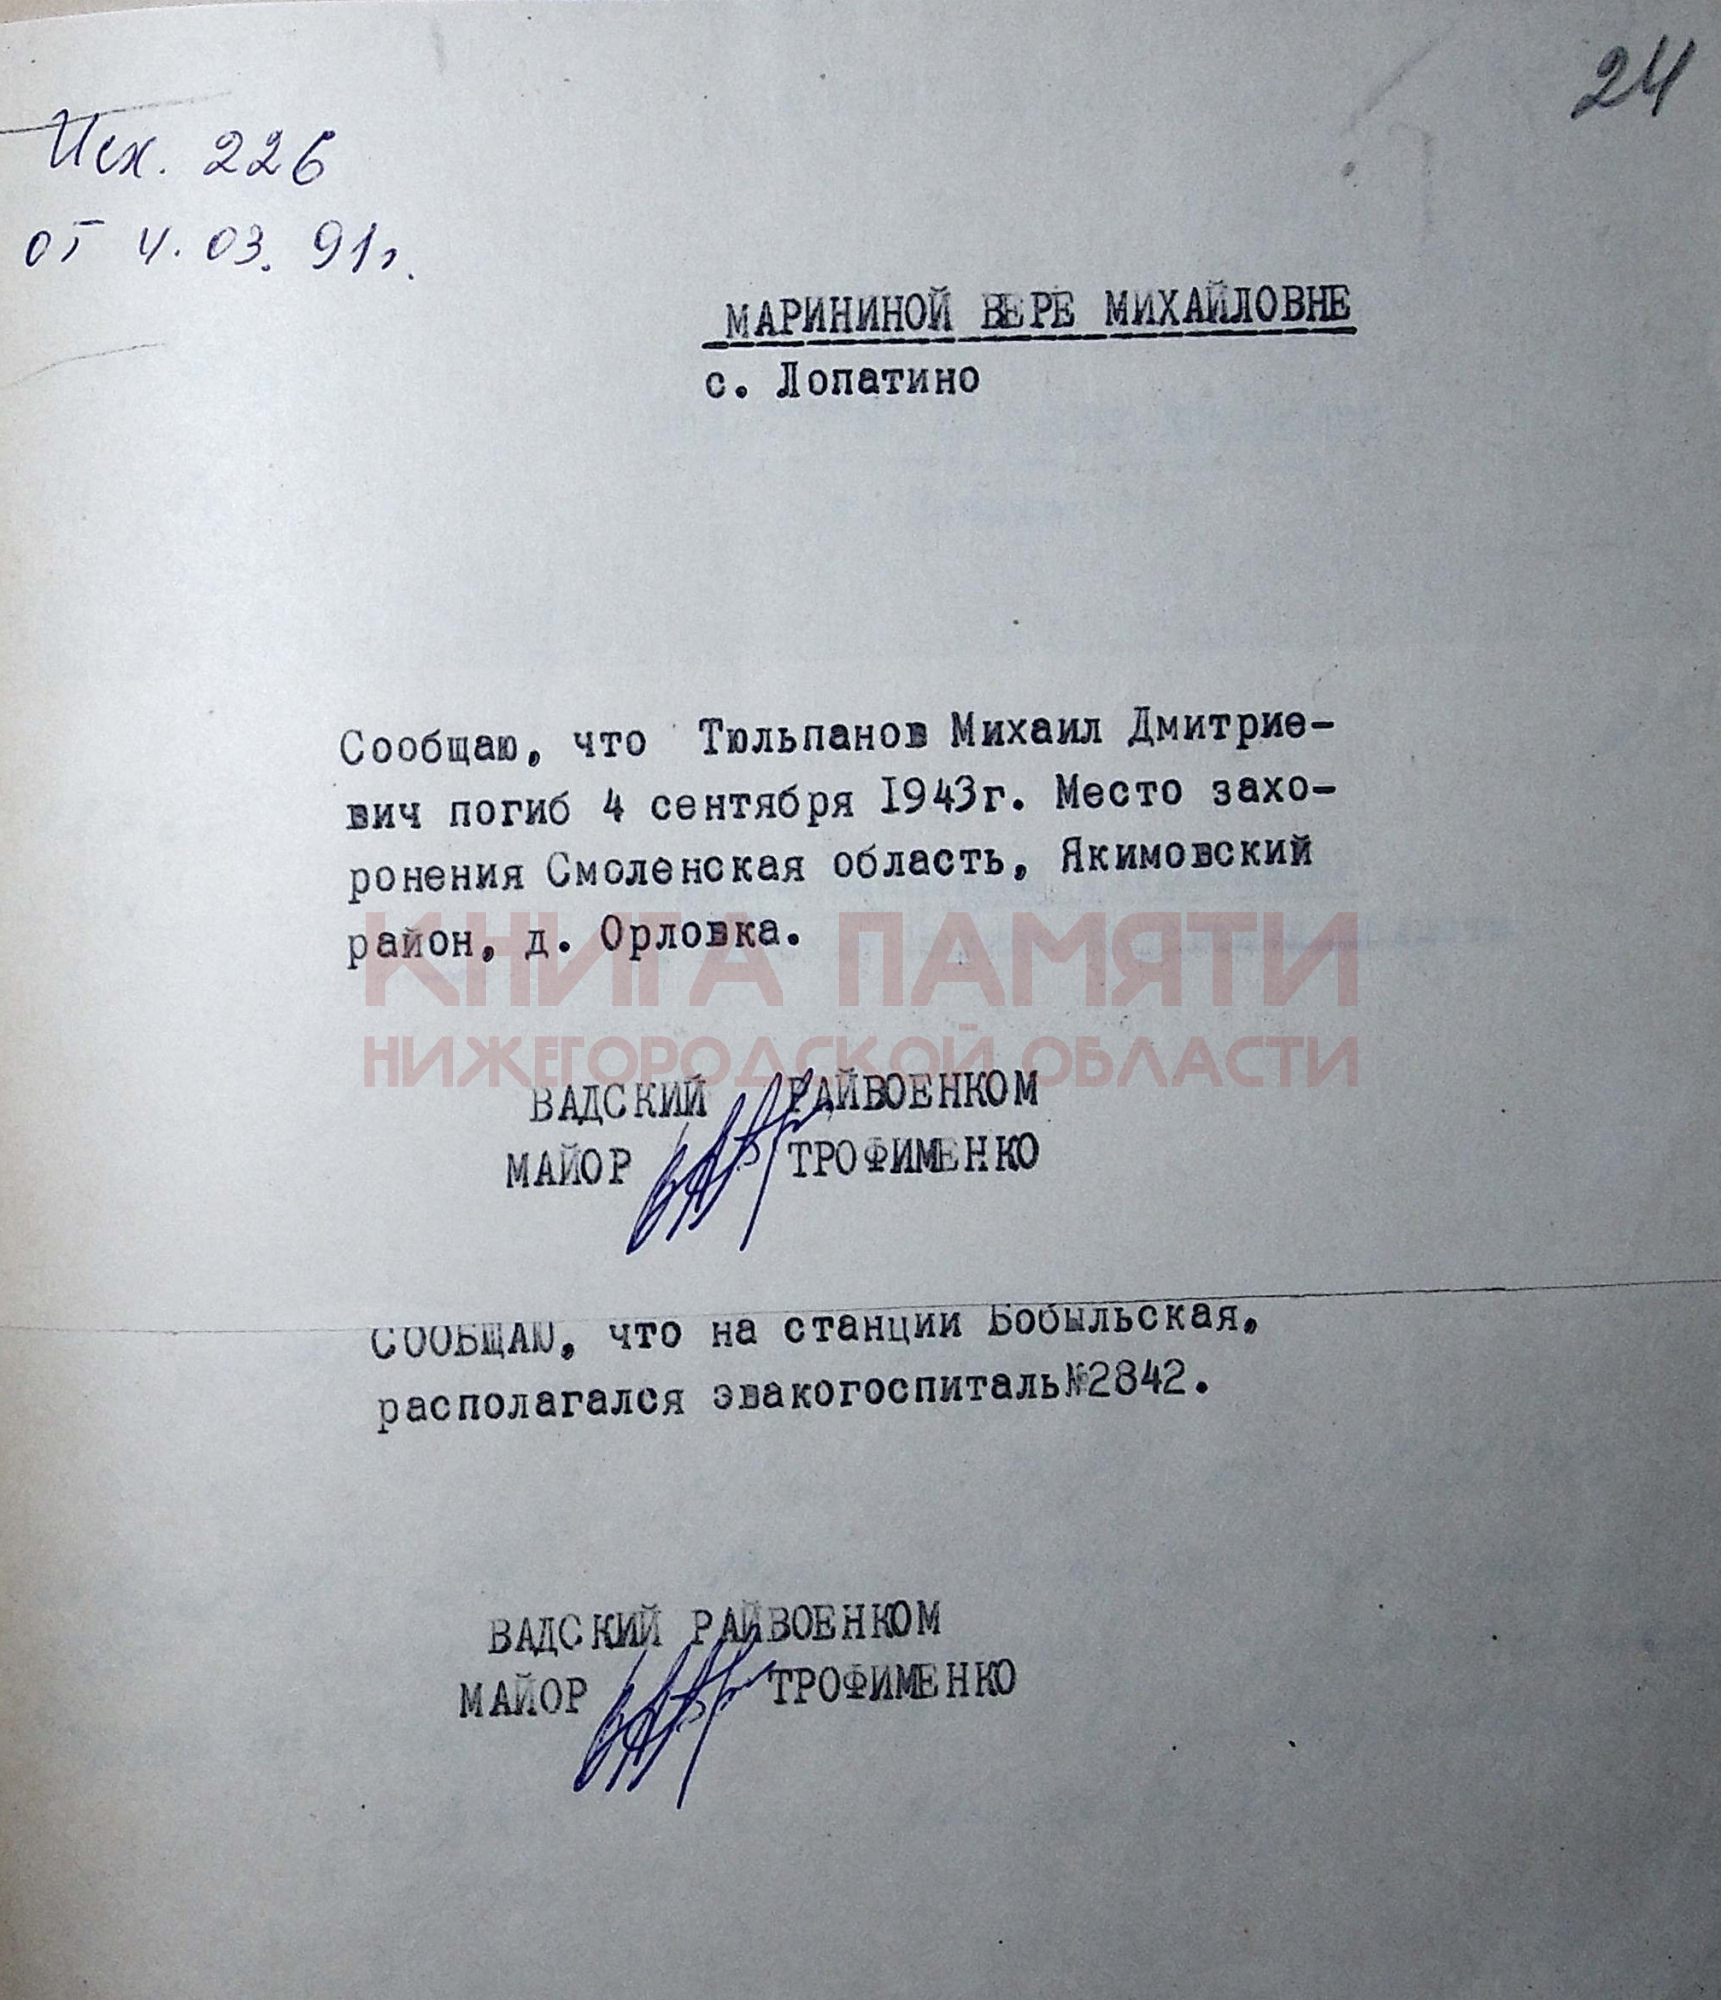 24
Исх. 226
от 4.03.91г.
МАРИНИНОЙ ВЕРЕ МИХАЙЛОВНЕ
с. Лопатино
Сообщаю, что Тюльпанов Михаил Дмитрие-
вич погиб 4 сентября 1943г. Место захо-
ронения Смоленская область, Якимовский
район, д. Орловка.
КНИГА ПАМЯТИ
НИЖЕГОРОДСКОЙ ОБЛАСТИ
ВАДСКИЙ РАЙВОЕНКОМ
МАЙОР ТРОФИМЕНКО
СООБЩАЮ, что на станции Бобыльская,
располагался эвакогоспиталь№2842.
ВАДСКИЙ РАЙВОЕНКОМ
МАЙОР ТРОФИМЕНКО